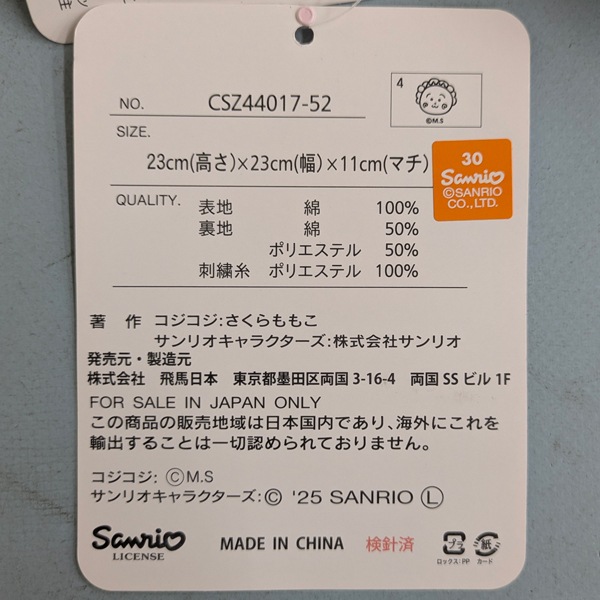 4
©M.S
NO. CSZ44017-52
SIZE.
23cm(高さ)×23cm(幅)×11cm(マチ)
30
Sanrio
©SANRIO
CO.,LTD.
QUALITY. 表地 綿 100%
裏地 綿 50%
ポリエステル 50%
刺繍糸 ポリエステル 100%
著 作 コジコジ:さくらももこ
サンリオキャラクターズ:株式会社サンリオ
発売元・製造元
株式会社 飛馬日本 東京都墨田区両国 3-16-4 両国 SS ビル 1F
FOR SALE IN JAPAN ONLY
この商品の販売地域は日本国内であり、海外にこれを
輸出することは一切認められておりません。
コジコジ: ⒸM.S
サンリオキャラクターズ:© '25 SANRIO Ⓛ
Sanrio
LICENSE
MADE IN CHINA 検針済
プラ 紙
ロックス:PP カード